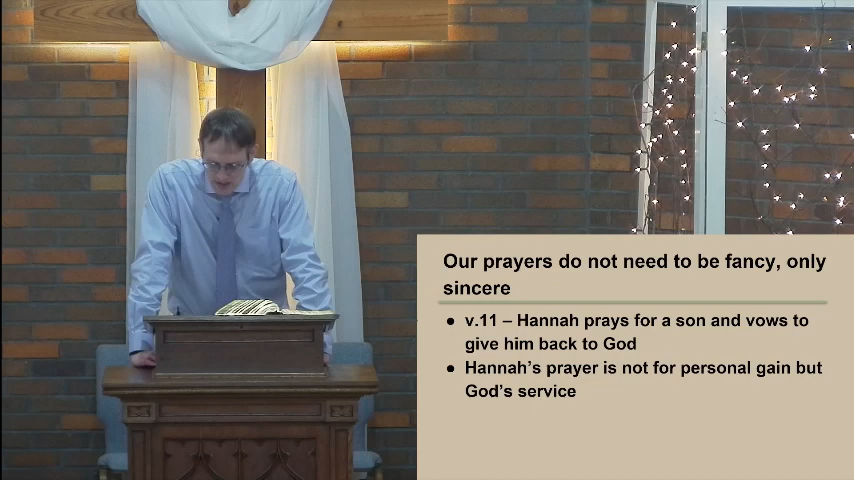 Our prayers do not need to be fancy, only
sincere
● v.11 – Hannah prays for a son and vows to
give him back to God
● Hannah's prayer is not for personal gain but
God's service